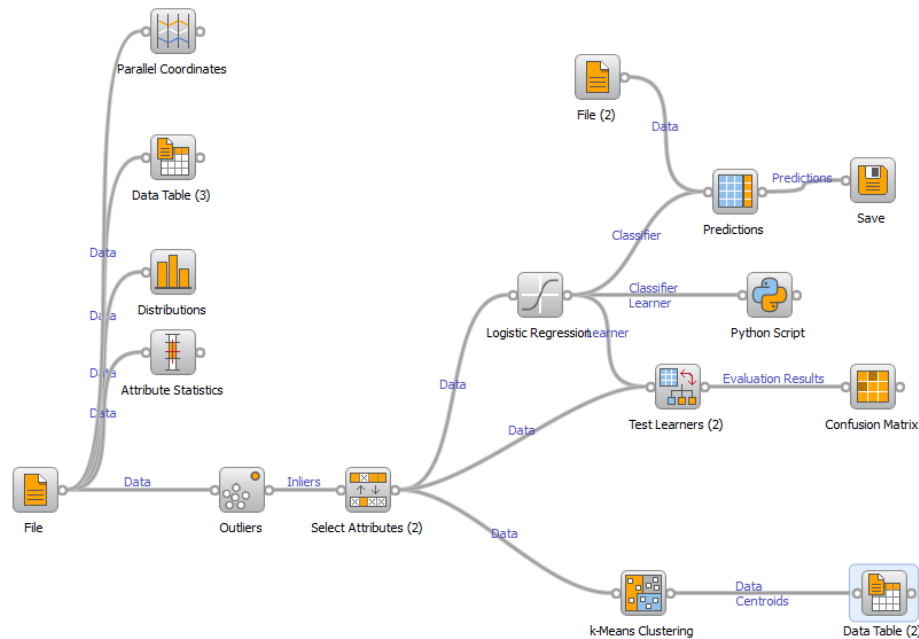 Parallel Coordinates
File (2)
Data
Data Table (3)
Predictions
Save
Predictions
Data
Classifier
Distributions
Data
Classifier
Learner
Logistic Regression
Learner
Python Script
Attribute Statistics
Data
Data
Evaluation Results
Data
Test Learners (2)
Confusion Matrix
Data
Data
Inliers
File
Outliers
Select Attributes (2)
Data
Data
Centroids
k-Means Clustering
Data Table (2)